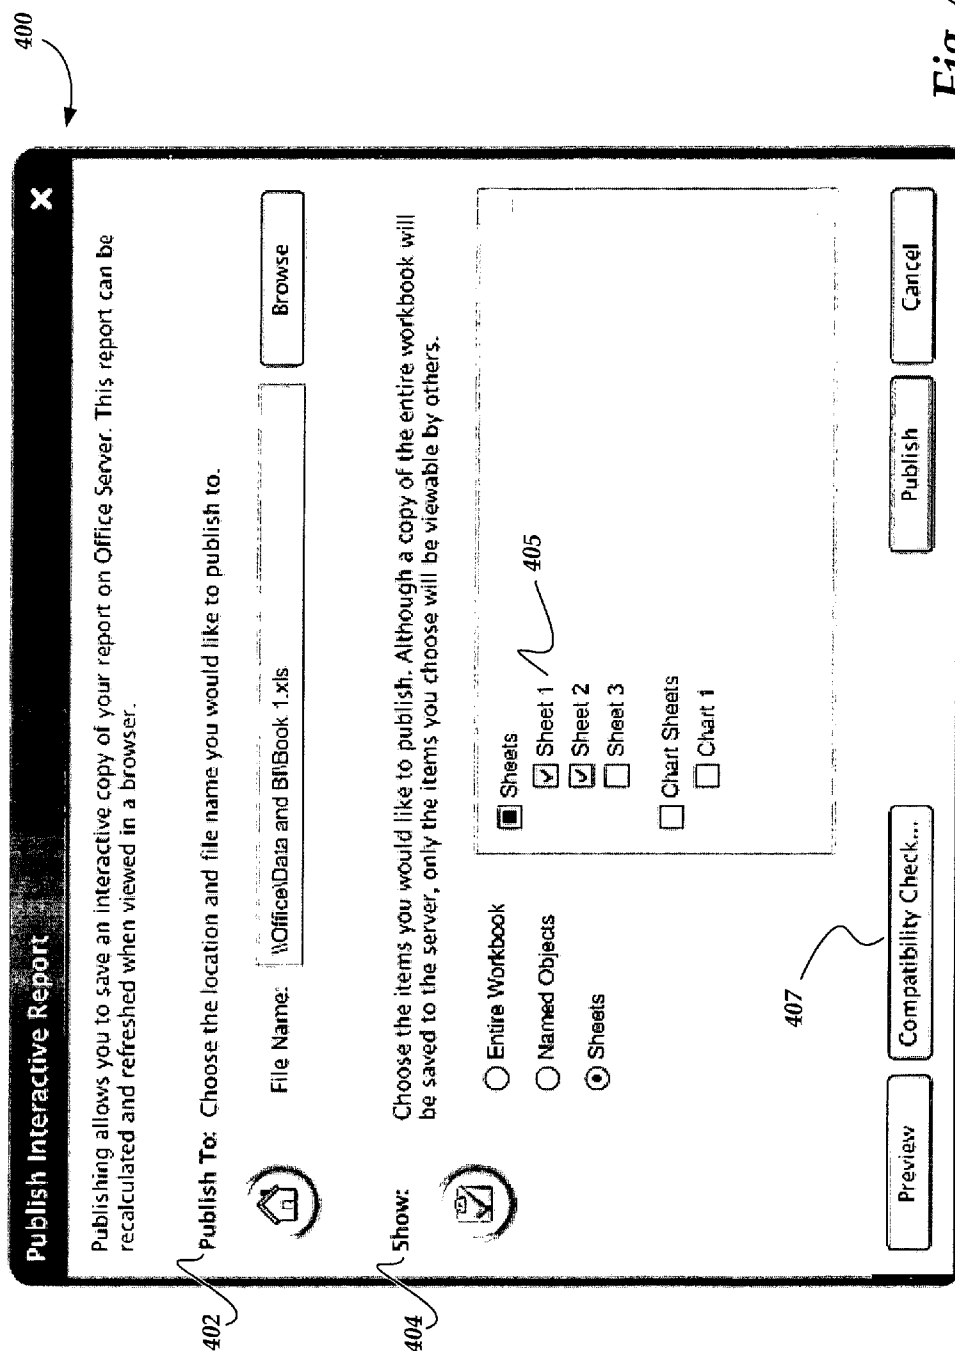 400
Publish Interactive Report
Publishing allows you to save an interactive copy of your report on Office Server. This report can be
recalculated and refreshed when viewed in a browser.
402
Publish To: Choose the location and file name you would like to publish to.
File Name: \\Office\Data and BI\Book 1.xls Browse
404
Show: Choose the items you would like to publish. Although a copy of the entire workbook will
be saved to the server, only the items you choose will be viewable by others.
Entire Workbook
Named Objects
Sheets
Sheets
Sheet 1
405
Sheet 2
Sheet 3
Chart Sheets
Chart 1
407
Preview Compatibility Check... Publish Cancel
Fig.